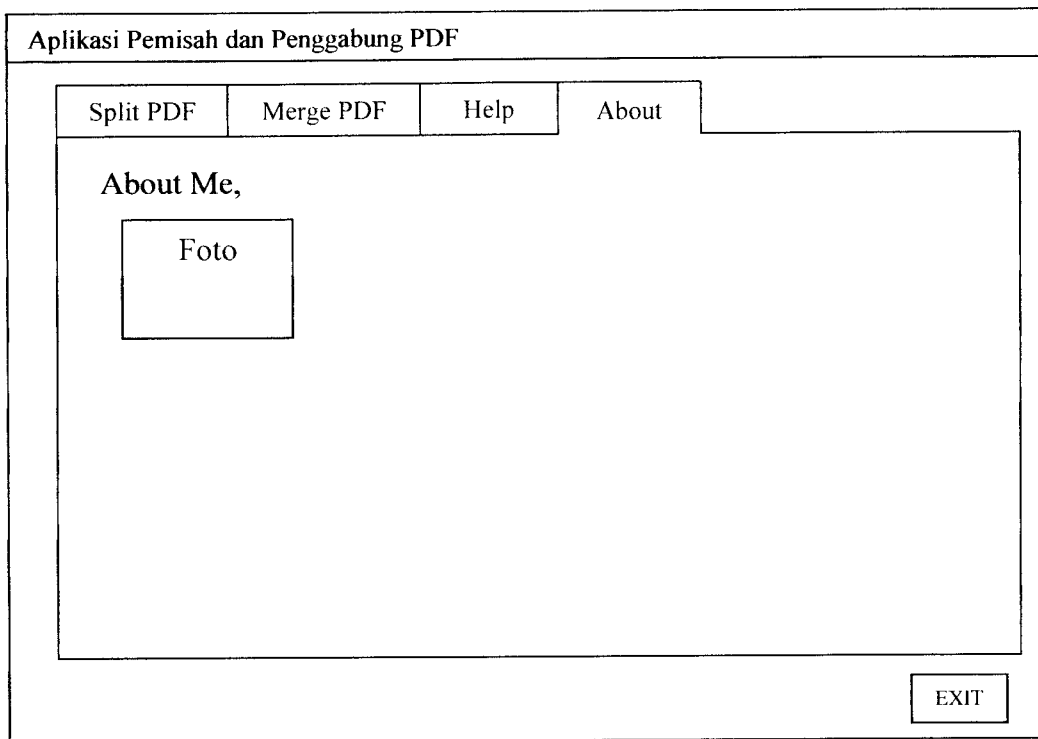 Aplikasi Pemisah dan Penggabung PDF
Split PDF Merge PDF Help About
About Me,
Foto
EXIT